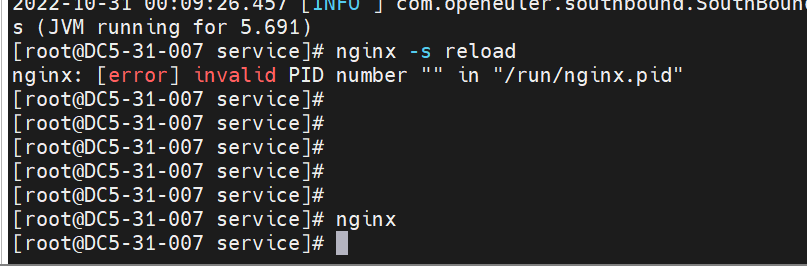 2022-10-31 00:09:26.457 [INFO ] com.openeuler.southbound.SouthBoun
s (JVM running for 5.691)
[root@DC5-31-007 service]# nginx -s reload
nginx: [error] invalid PID number "" in "/run/nginx.pid"
[root@DC5-31-007 service]#
[root@DC5-31-007 service]#
[root@DC5-31-007 service]#
[root@DC5-31-007 service]#
[root@DC5-31-007 service]#
[root@DC5-31-007 service]# nginx
[root@DC5-31-007 service]#